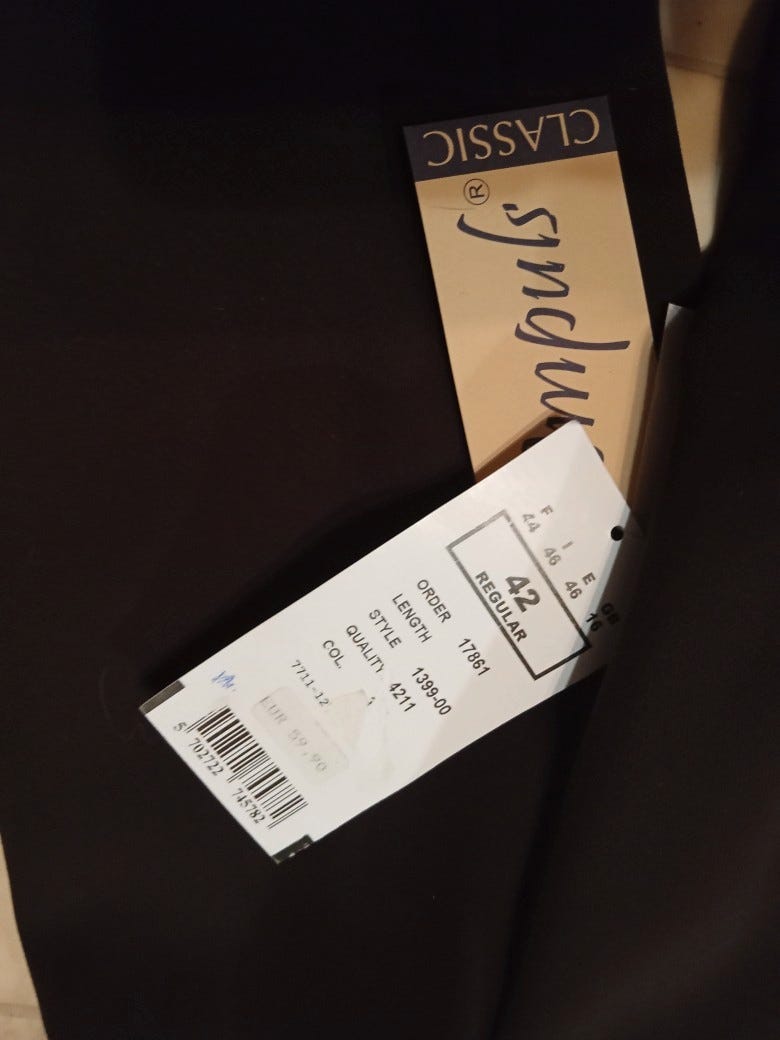 CLASSIC
®
F I E GB
44 46 46 16
42
REGULAR
ORDER 17861
LENGTH
STYLE 1399-00
QUALITY 4211
COL.
7711-12
EUR 59,90
5 702722 745782